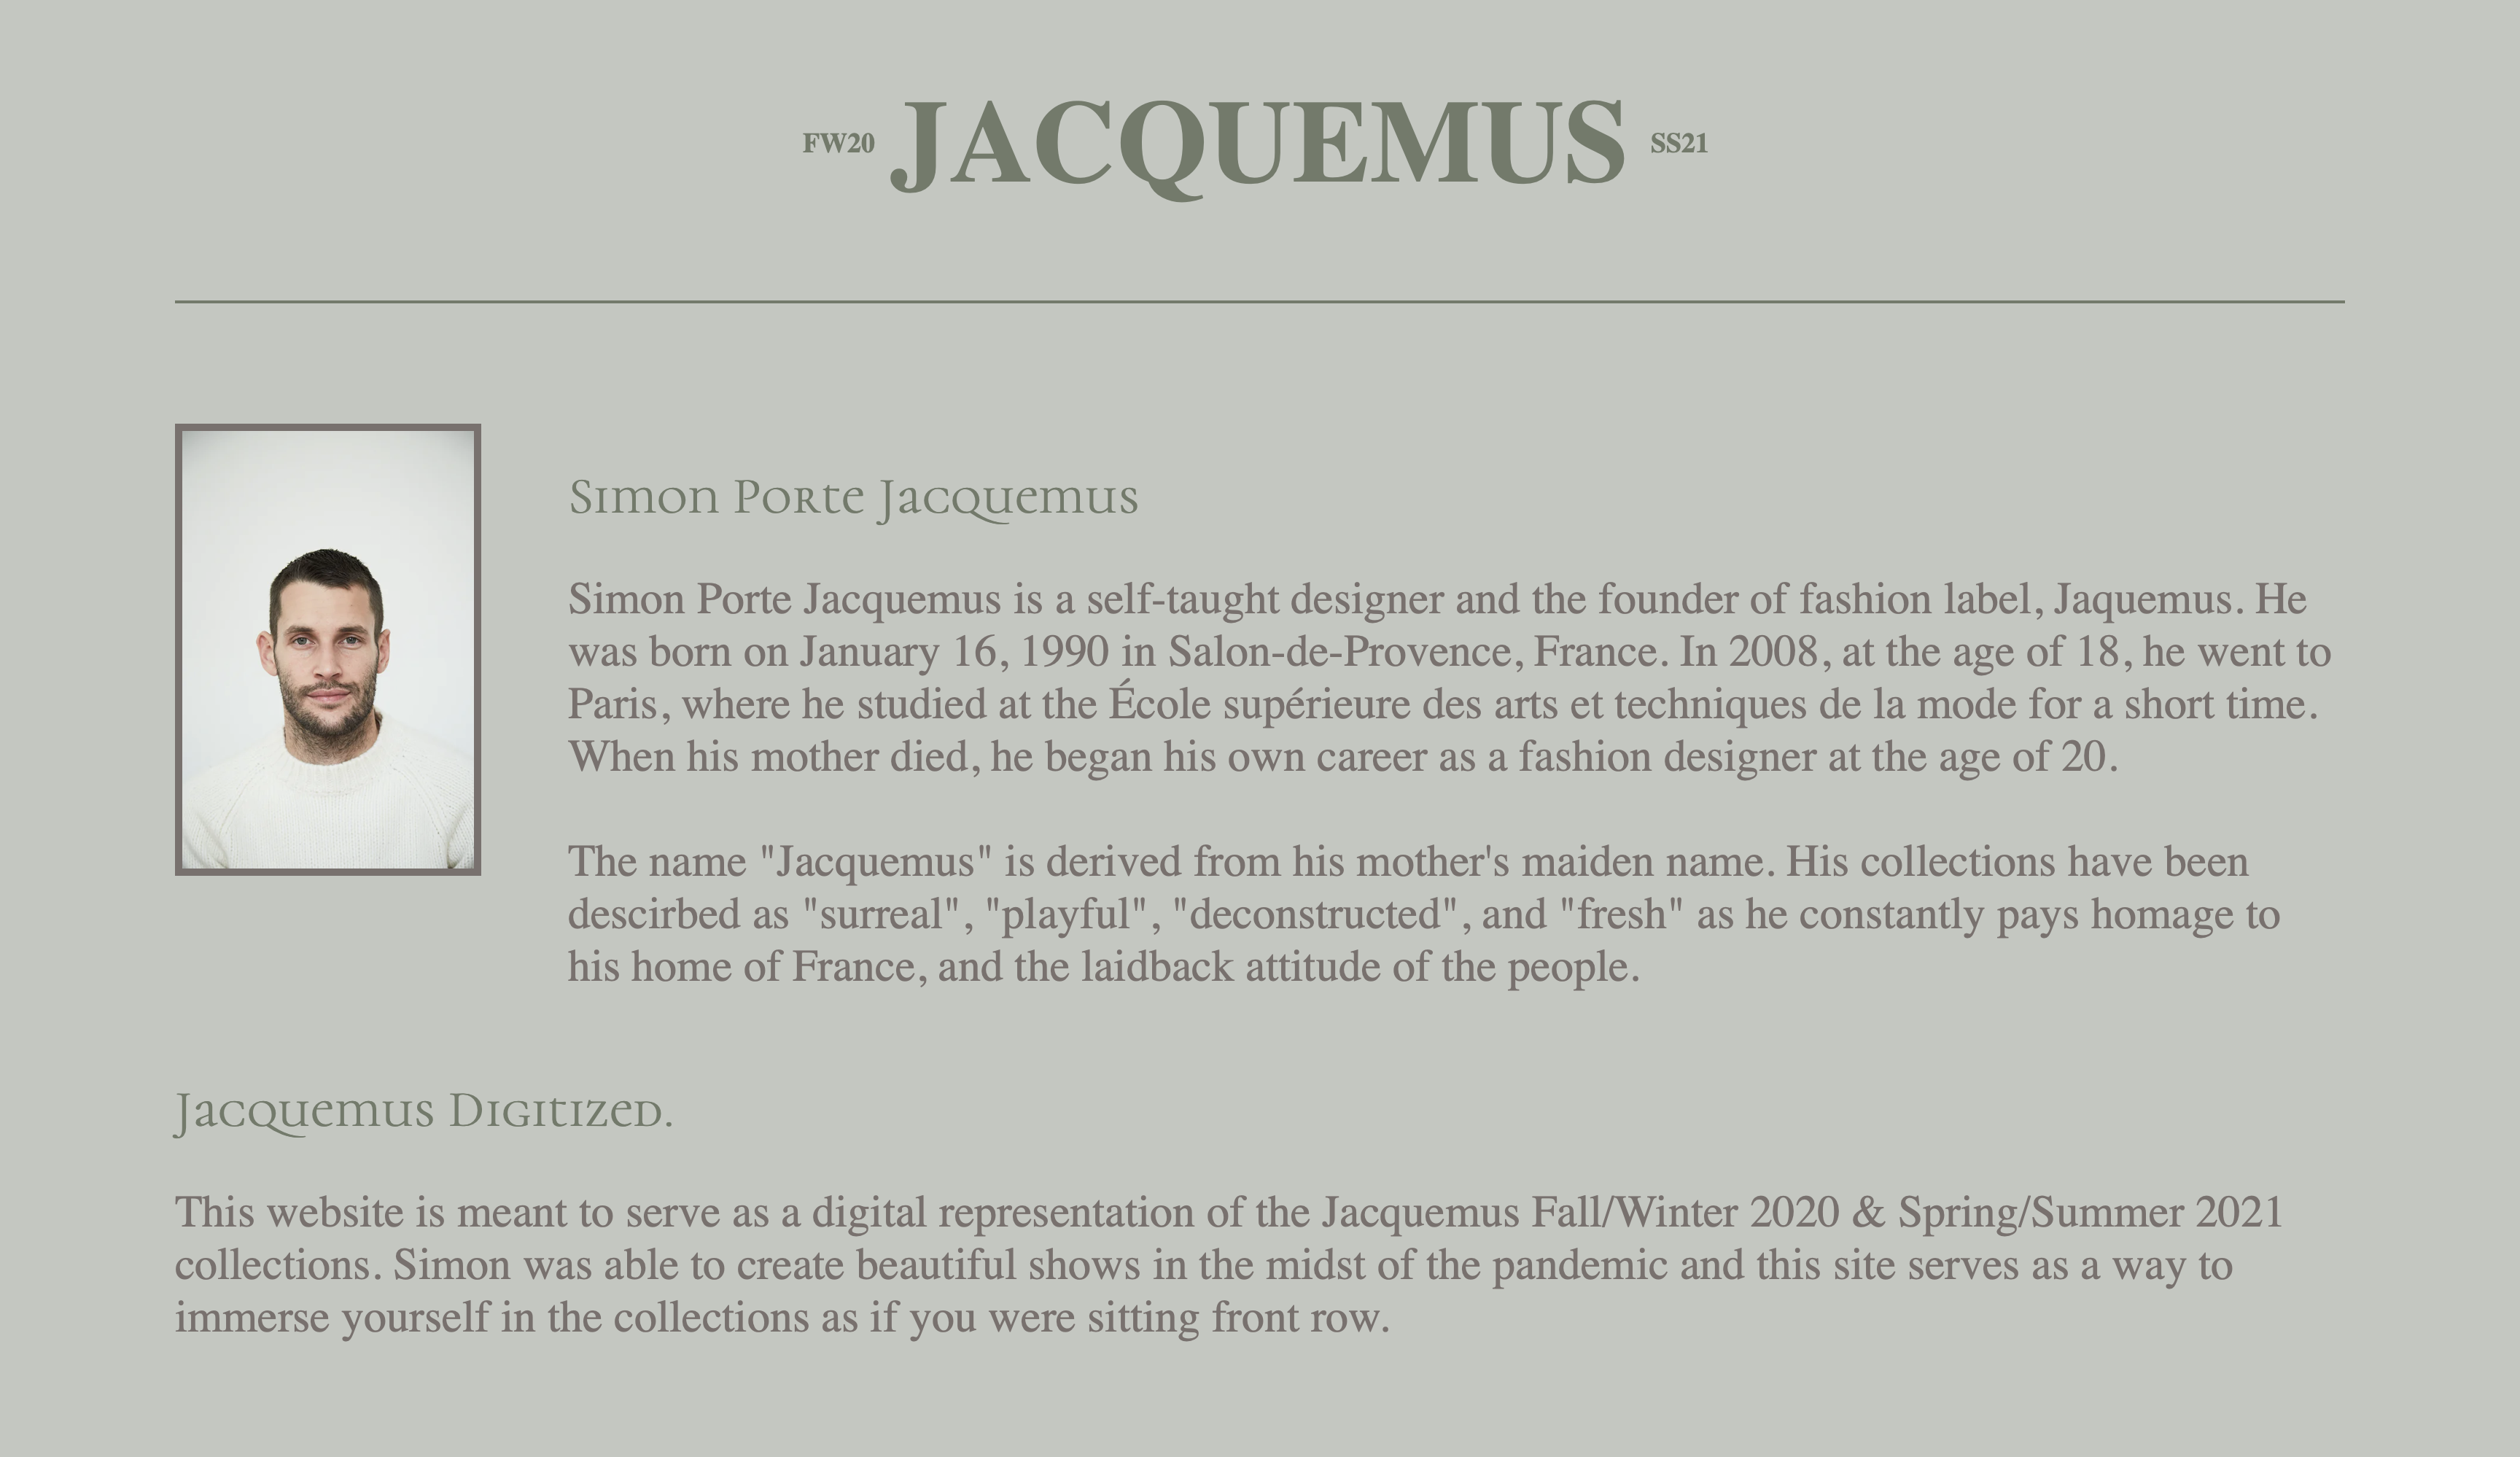 FW20 JACQUEMUS SS21
Simon Porte Jacquemus
Simon Porte Jacquemus is a self-taught designer and the founder of fashion label, Jaquemus. He
was born on January 16, 1990 in Salon-de-Provence, France. In 2008, at the age of 18, he went to
Paris, where he studied at the École supérieure des arts et techniques de la mode for a short time.
When his mother died, he began his own career as a fashion designer at the age of 20.
The name "Jacquemus" is derived from his mother's maiden name. His collections have been
descirbed as "surreal", "playful", "deconstructed", and "fresh" as he constantly pays homage to
his home of France, and the laidback attitude of the people.
Jacquemus Digitized.
This website is meant to serve as a digital representation of the Jacquemus Fall/Winter 2020 & Spring/Summer 2021
collections. Simon was able to create beautiful shows in the midst of the pandemic and this site serves as a way to
immerse yourself in the collections as if you were sitting front row.